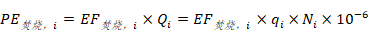 PE焚烧，i = EF焚烧，i × Qi = EF焚烧，i × qi × Ni × 10⁻⁶